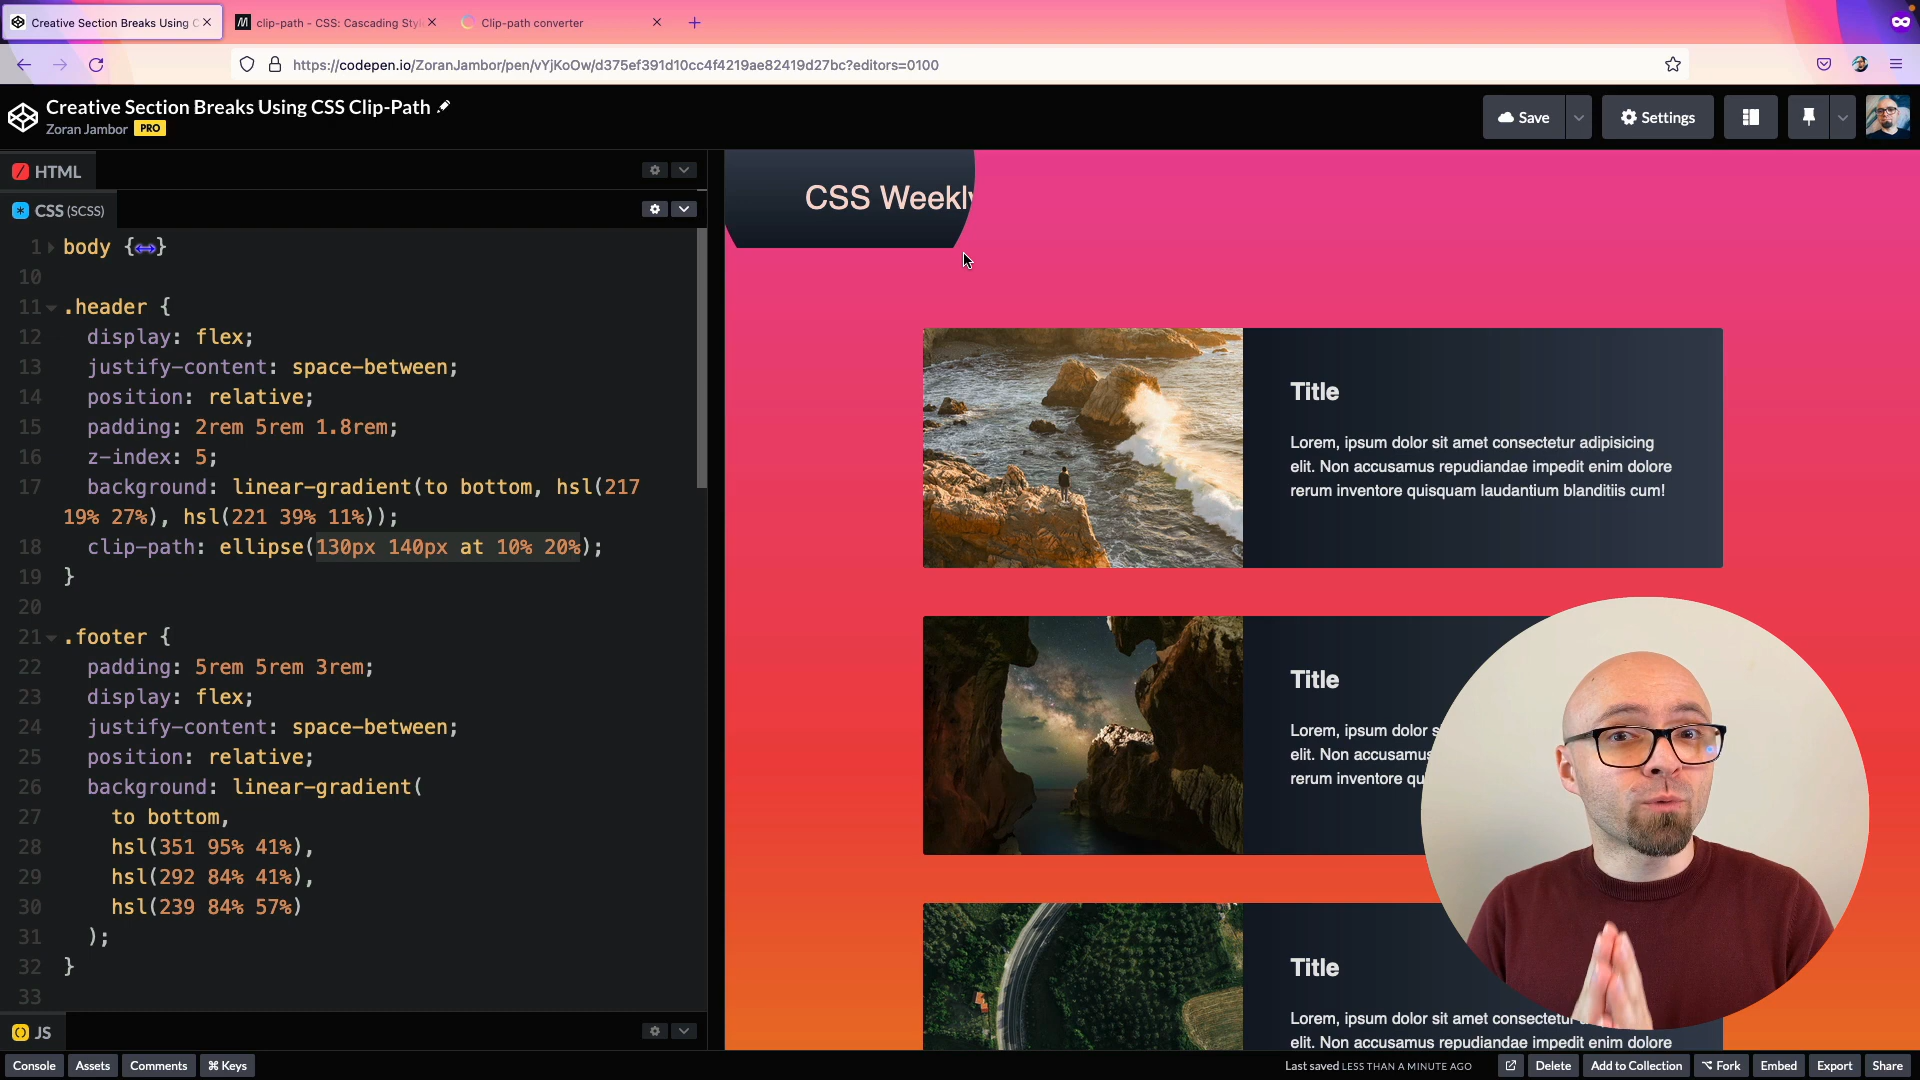 Creative Section Breaks Using C
clip-path - CSS: Cascading Styl
Clip-path converter
https://codepen.io/ZoranJambor/pen/vYjKoOw/d375ef391d10cc4f4219ae82419d27bc?editors=0100
Creative Section Breaks Using CSS Clip-Path
Zoran Jambor PRO
Save
Settings
HTML
CSS (SCSS)
1 body {↔}
10
11 .header {
12 display: flex;
13 justify-content: space-between;
14 position: relative;
15 padding: 2rem 5rem 1.8rem;
16 z-index: 5;
17 background: linear-gradient(to bottom, hsl(217
19% 27%), hsl(221 39% 11%));
18 clip-path: ellipse(130px 140px at 10% 20%);
19 }
20
21 .footer {
22 padding: 5rem 5rem 3rem;
23 display: flex;
24 justify-content: space-between;
25 position: relative;
26 background: linear-gradient(
27 to bottom,
28 hsl(351 95% 41%),
29 hsl(292 84% 41%),
30 hsl(239 84% 57%)
31 );
32 }
33
JS
CSS Weekly
Title
Lorem, ipsum dolor sit amet consectetur adipisicing
elit. Non accusamus repudiandae impedit enim dolore
rerum inventore quisquam laudantium blanditiis cum!
Title
Lorem, ipsum dolor s
elit. Non accusamus
rerum inventore qu
Title
Lorem, ipsum dolor sit amet consectetur a
elit. Non accusamus repudiandae impedit enim dolore
Console
Assets
Comments
⌘ Keys
Last saved LESS THAN A MINUTE AGO
Delete
Add to Collection
Fork
Embed
Export
Share